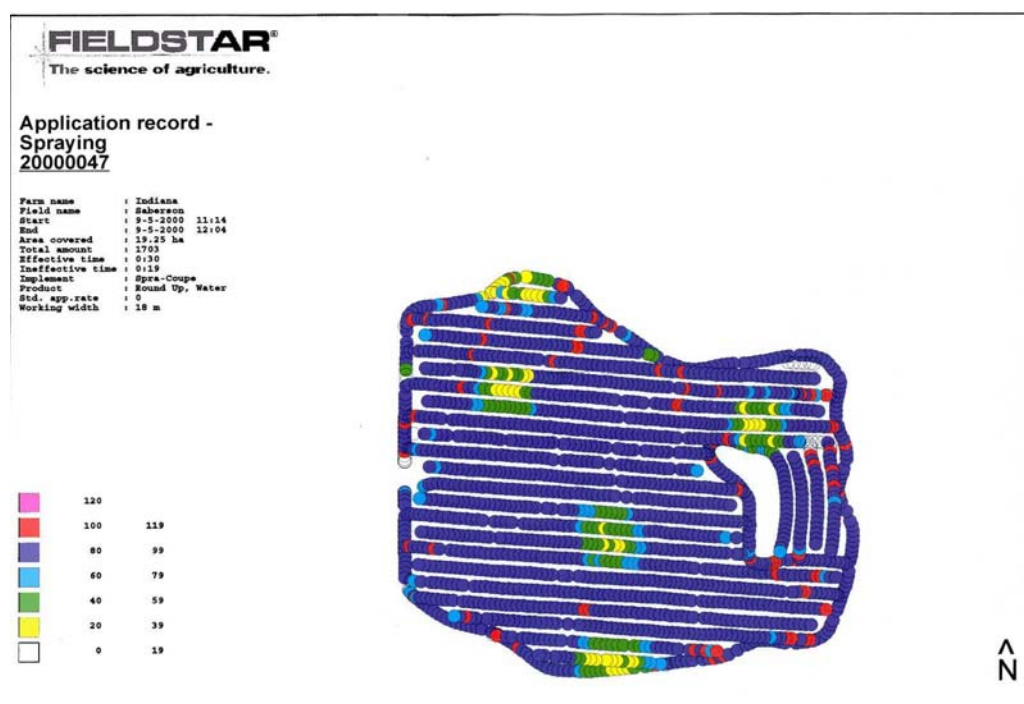 FIELDSTAR®
The science of agriculture.
Application record -
Spraying
20000047
Farm name : Indiana
Field name : Saberson
Start : 9-5-2000 11:14
End : 9-5-2000 12:04
Area covered : 19.25 ha
Total amount : 1703
Effective time : 0:30
Ineffective time : 0:19
Implement : Spra-Coupe
Product : Round Up, Water
Std. app.rate : 0
Working width : 18 m
120
100 119
80 99
60 79
40 59
20 39
0 19
N